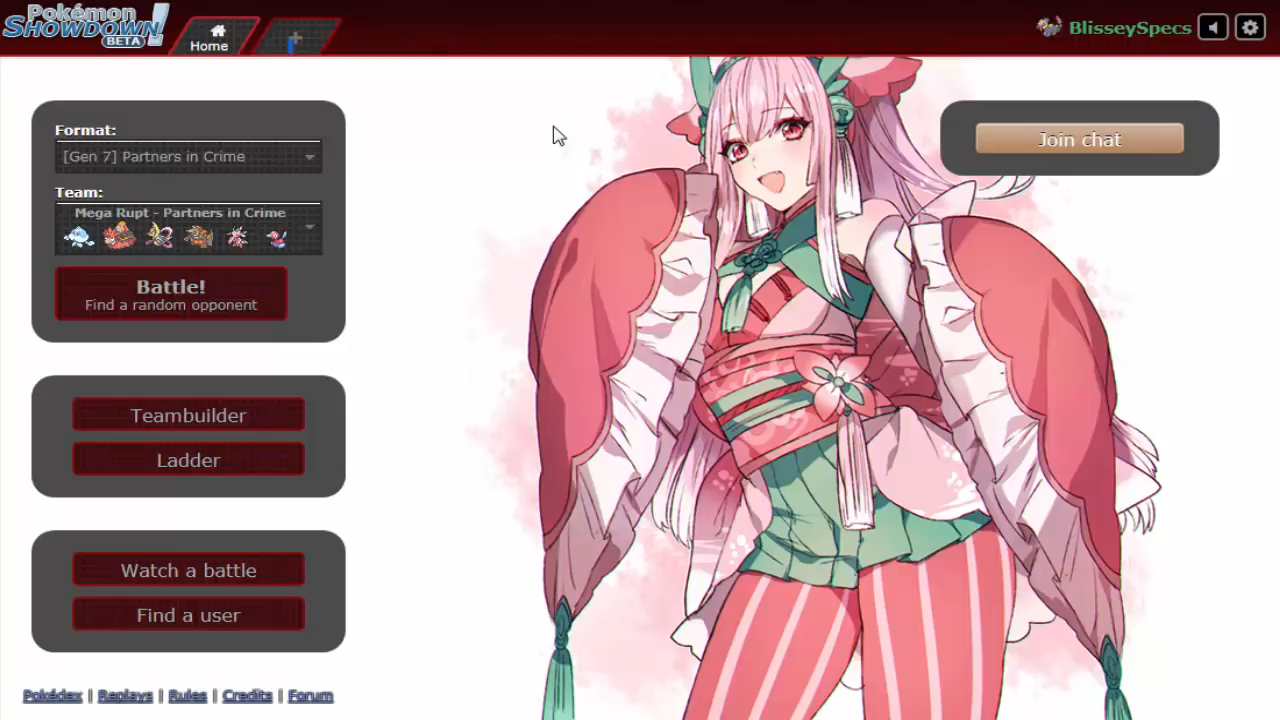 Pokémon
SHOWDOWN!
BETA
Home
BlisseySpecs
Format:
[Gen 7] Partners in Crime
Team:
Mega Rupt - Partners in Crime
Battle!
Find a random opponent
Join chat
Teambuilder
Ladder
Watch a battle
Find a user
Pokédex | Replays | Rules | Credits | Forum